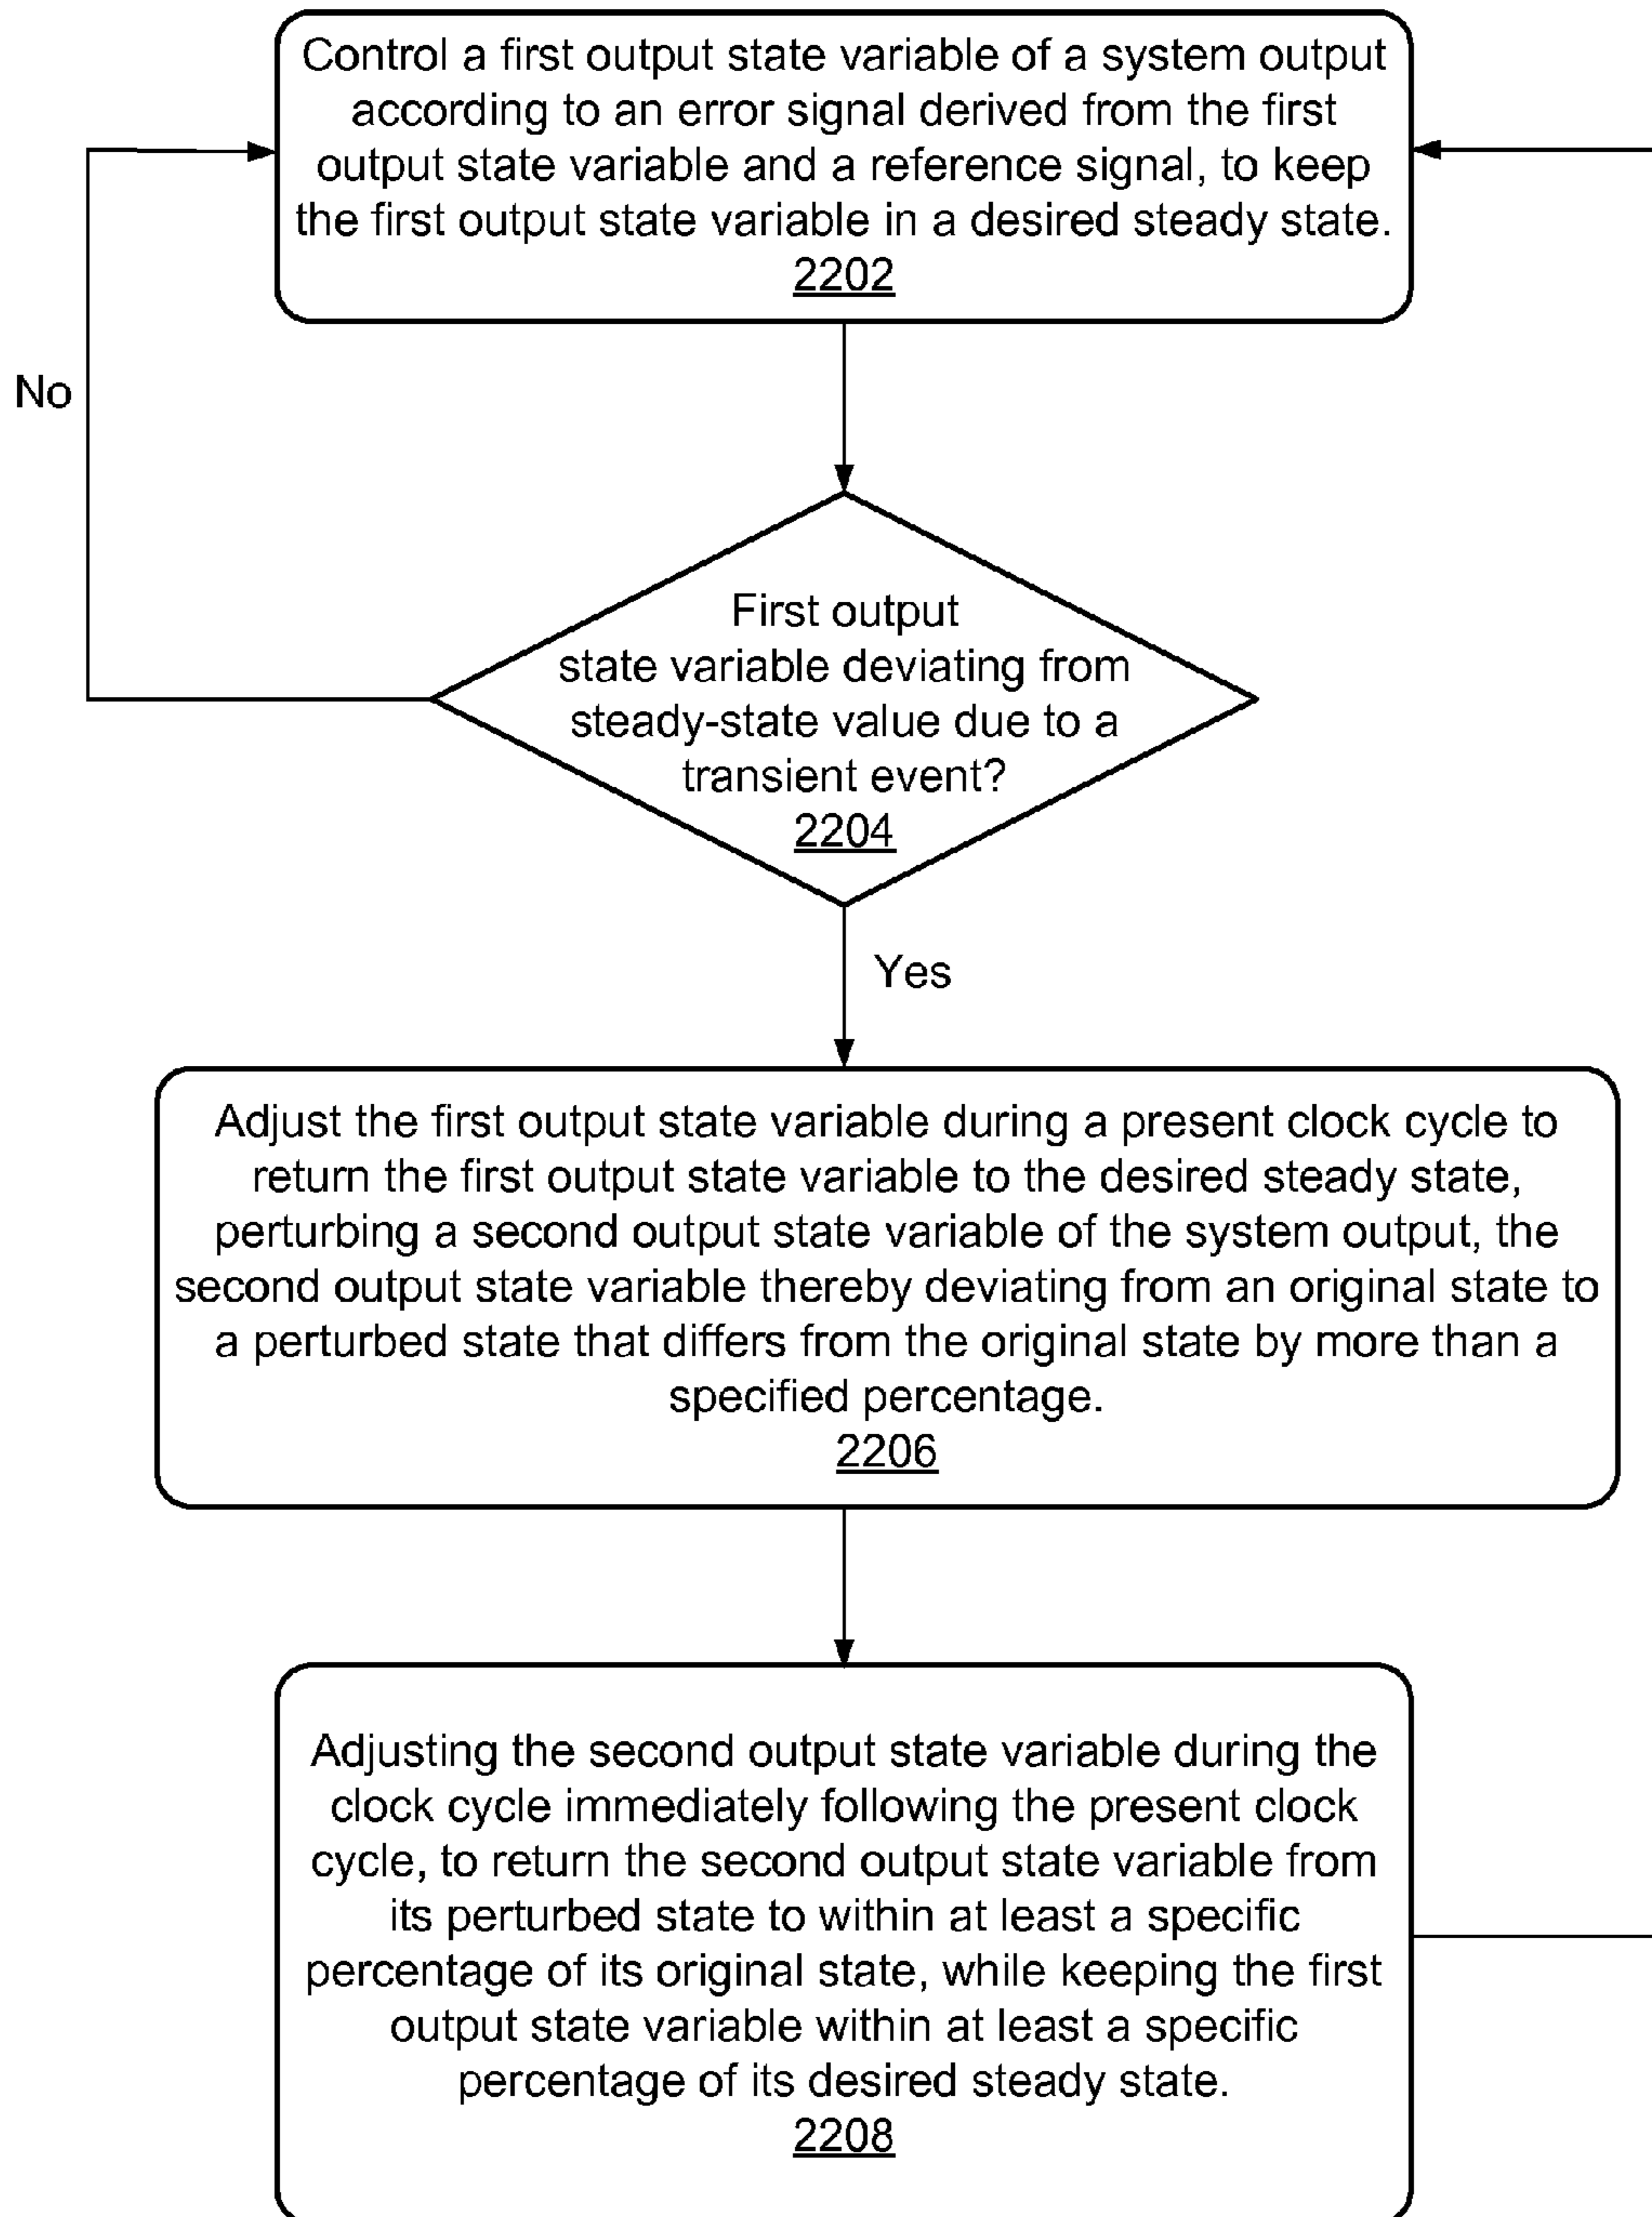 Control a first output state variable of a system output
according to an error signal derived from the first
output state variable and a reference signal, to keep
the first output state variable in a desired steady state.
2202
No
First output
state variable deviating from
steady-state value due to a
transient event?
2204
Yes
Adjust the first output state variable during a present clock cycle to
return the first output state variable to the desired steady state,
perturbing a second output state variable of the system output, the
second output state variable thereby deviating from an original state to
a perturbed state that differs from the original state by more than a
specified percentage.
2206
Adjusting the second output state variable during the
clock cycle immediately following the present clock
cycle, to return the second output state variable from
its perturbed state to within at least a specific
percentage of its original state, while keeping the first
output state variable within at least a specific
percentage of its desired steady state.
2208